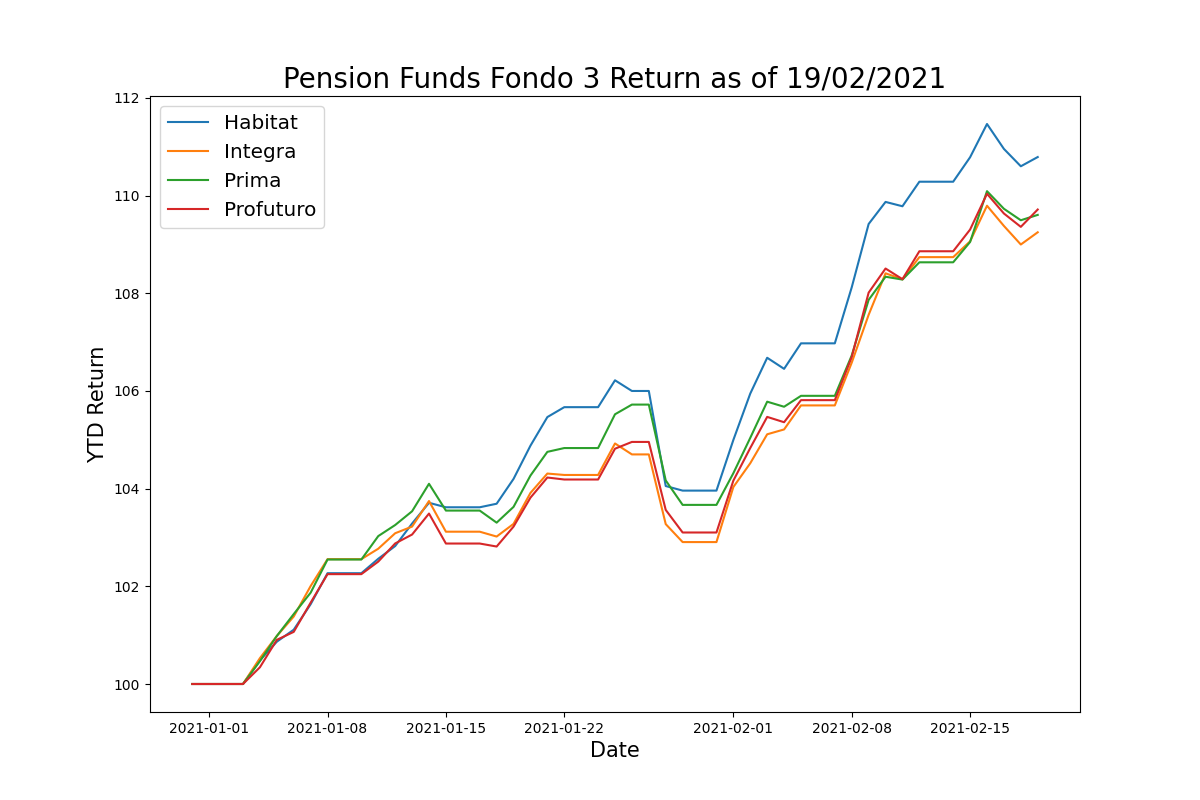 Pension Funds Fondo 3 Return as of 19/02/2021
Habitat
Integra
Prima
Profuturo
YTD Return
112
110
108
106
104
102
100
2021-01-01 2021-01-08 2021-01-15 2021-01-22 2021-02-01 2021-02-08 2021-02-15
Date